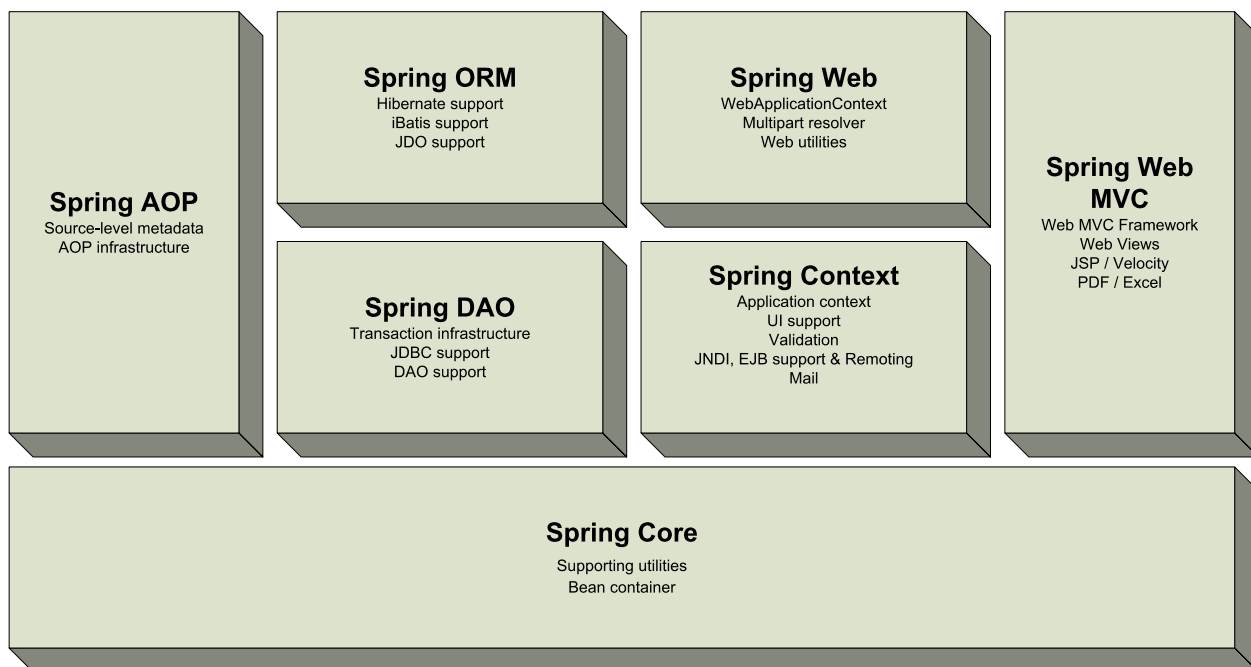 Spring AOP
Source-level metadata
AOP infrastructure
Spring ORM
Hibernate support
iBatis support
JDO support
Spring DAO
Transaction infrastructure
JDBC support
DAO support
Spring Web
WebApplicationContext
Multipart resolver
Web utilities
Spring Context
Application context
UI support
Validation
JNDI, EJB support & Remoting
Mail
Spring Web
MVC
Web MVC Framework
Web Views
JSP / Velocity
PDF / Excel
Spring Core
Supporting utilities
Bean container